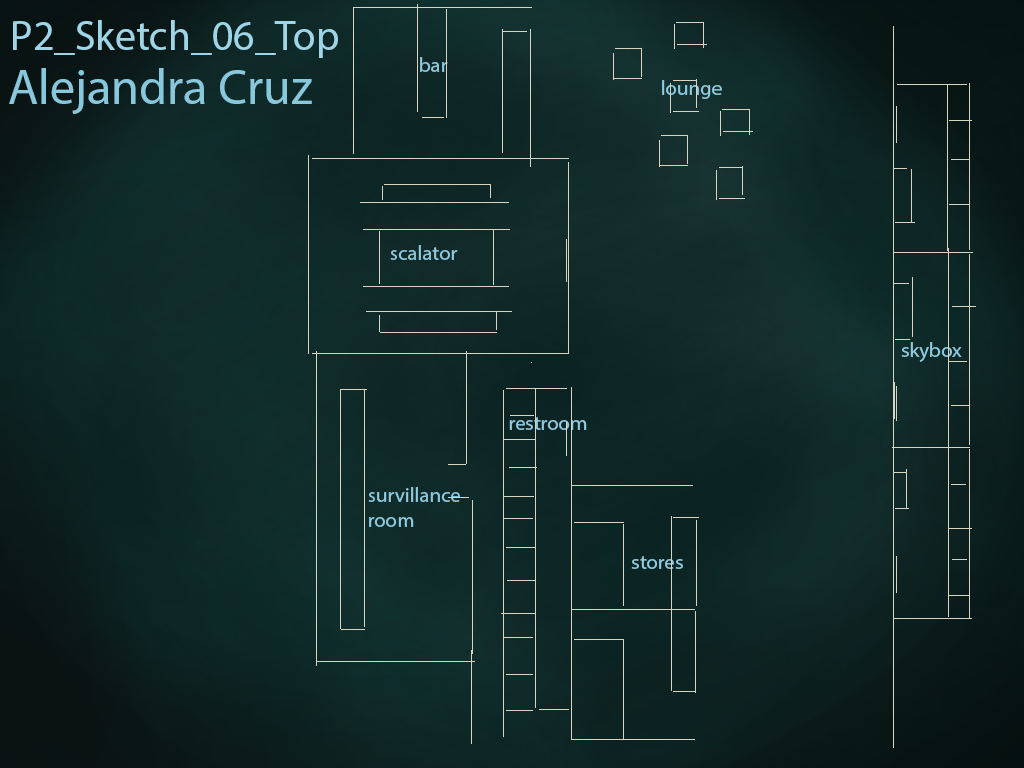 P2_Sketch_06_Top
Alejandra Cruz
bar
lounge
scalator
skybox
restroom
survillance
room
stores